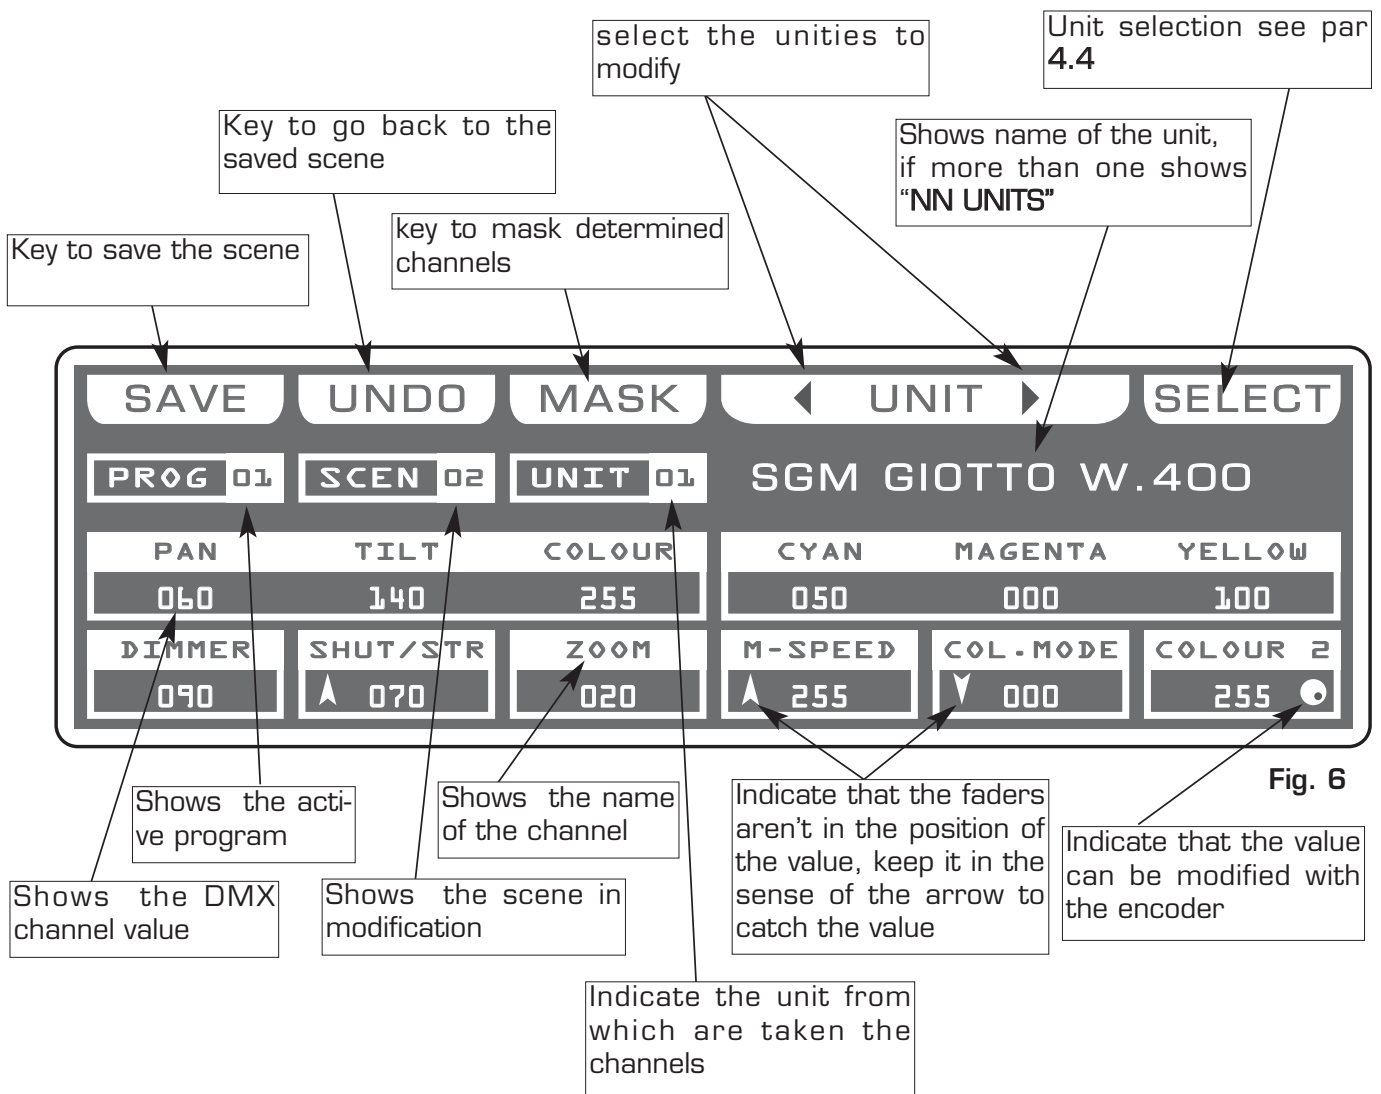 select the unities to
modify
Unit selection see par
4.4
Key to go back to the
saved scene
Shows name of the unit,
if more than one shows
“NN UNITS”
key to mask determined
channels
Key to save the scene
SAVE UNDO MASK UNIT SELECT
PROG 01 SCEN 02 UNIT 01 SGM GIOTTO W.400
PAN TILT COLOUR CYAN MAGENTA YELLOW
060 140 255 050 000 100
DIMMER SHUT/STR ZOOM M-SPEED COL.MODE COLOUR 2
090 070 020 255 000 255
Fig. 6
Shows the acti-
ve program
Shows the name
of the channel
Indicate that the faders
aren't in the position of
the value, keep it in the
sense of the arrow to
catch the value
Indicate that the value
can be modified with
the encoder
Shows the DMX
channel value
Shows the scene in
modification
Indicate the unit from
which are taken the
channels